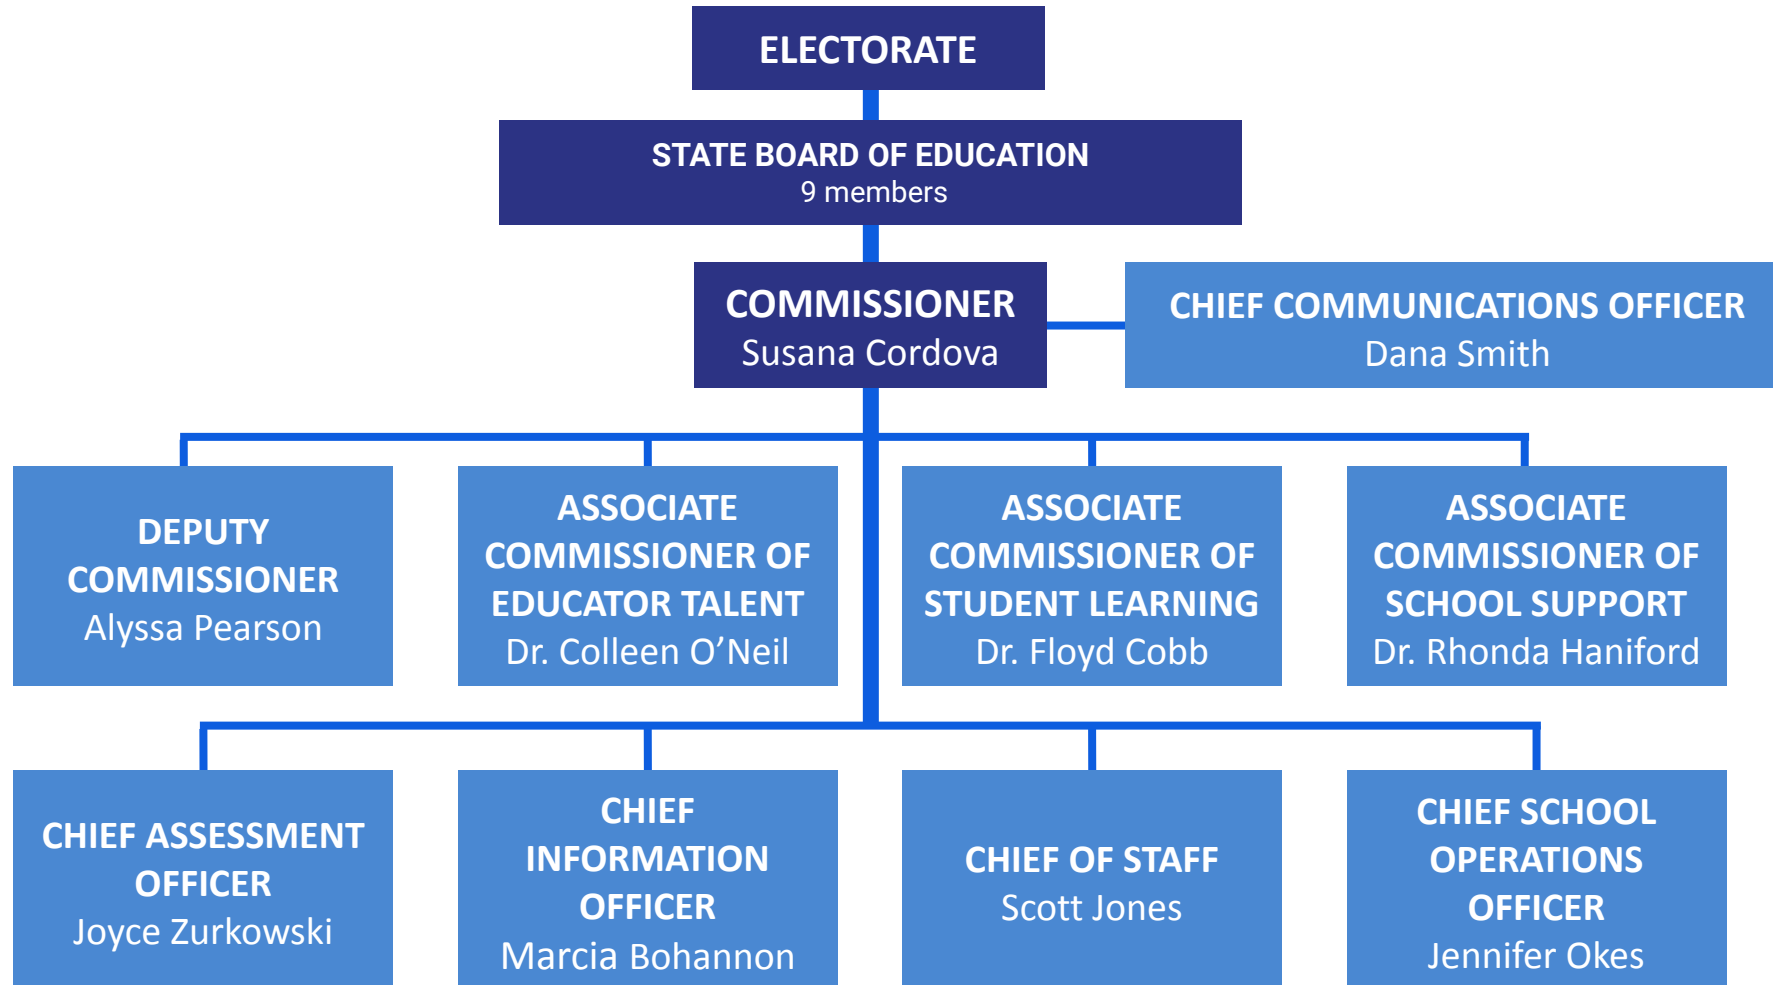 ELECTORATE
STATE BOARD OF EDUCATION
9 members
COMMISSIONER
Susana Cordova
CHIEF COMMUNICATIONS OFFICER
Dana Smith
DEPUTY
COMMISSIONER
Alyssa Pearson
ASSOCIATE
COMMISSIONER OF
EDUCATOR TALENT
Dr. Colleen O’Neil
ASSOCIATE
COMMISSIONER OF
STUDENT LEARNING
Dr. Floyd Cobb
ASSOCIATE
COMMISSIONER OF
SCHOOL SUPPORT
Dr. Rhonda Haniford
CHIEF ASSESSMENT
OFFICER
Joyce Zurkowski
CHIEF
INFORMATION
OFFICER
Marcia Bohannon
CHIEF OF STAFF
Scott Jones
CHIEF SCHOOL
OPERATIONS
OFFICER
Jennifer Okes